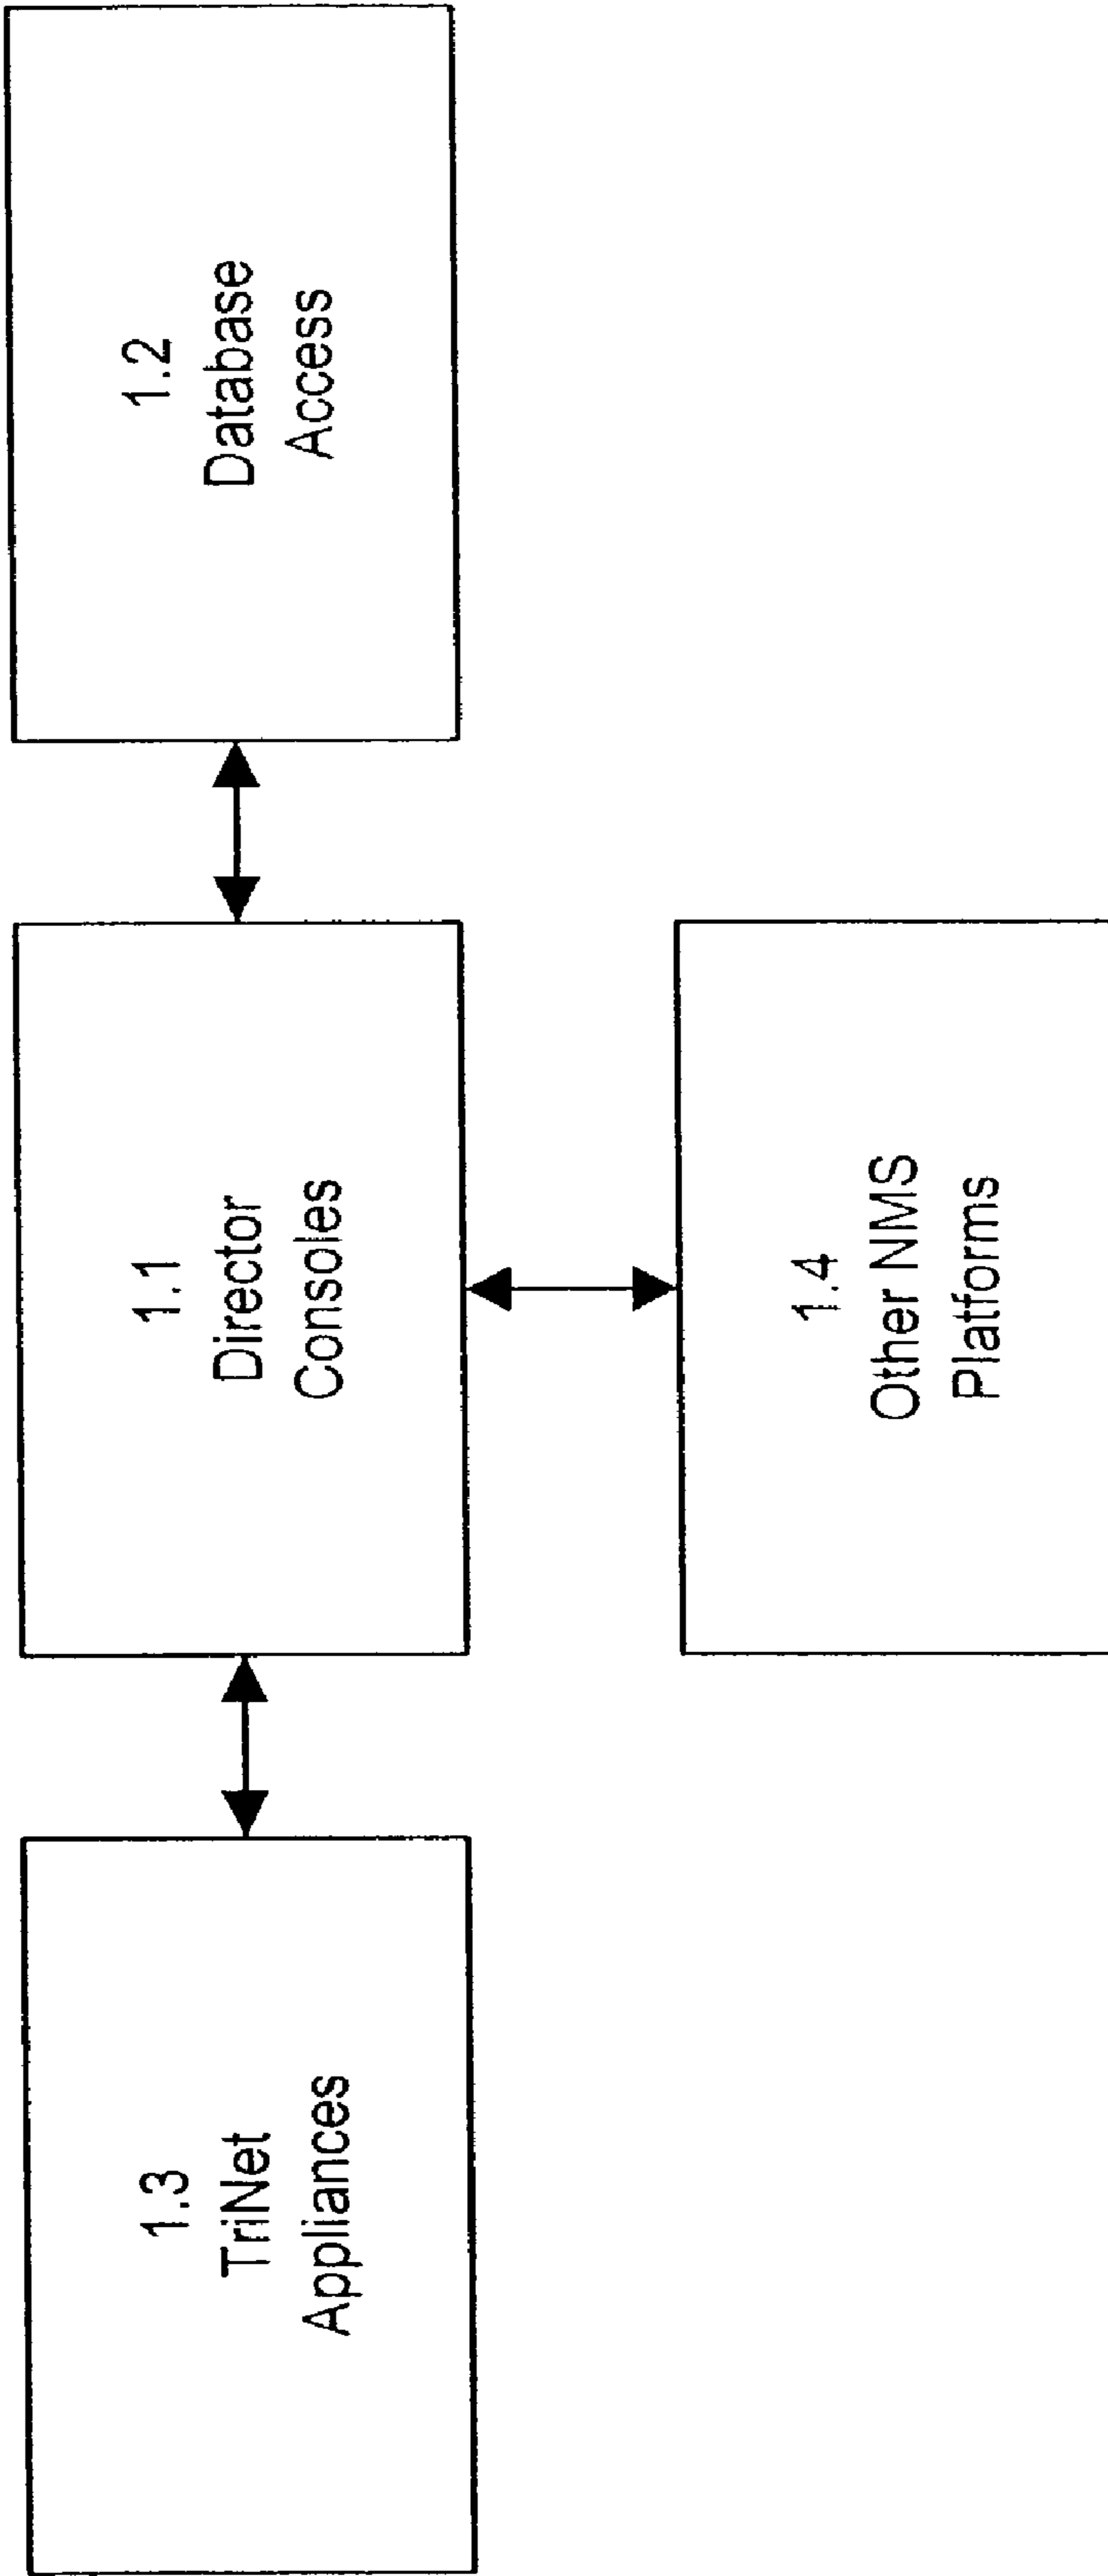 1.3
TriNet
Appliances
1.1
Director
Consoles
1.2
Database
Access
1.4
Other NMS
Platforms